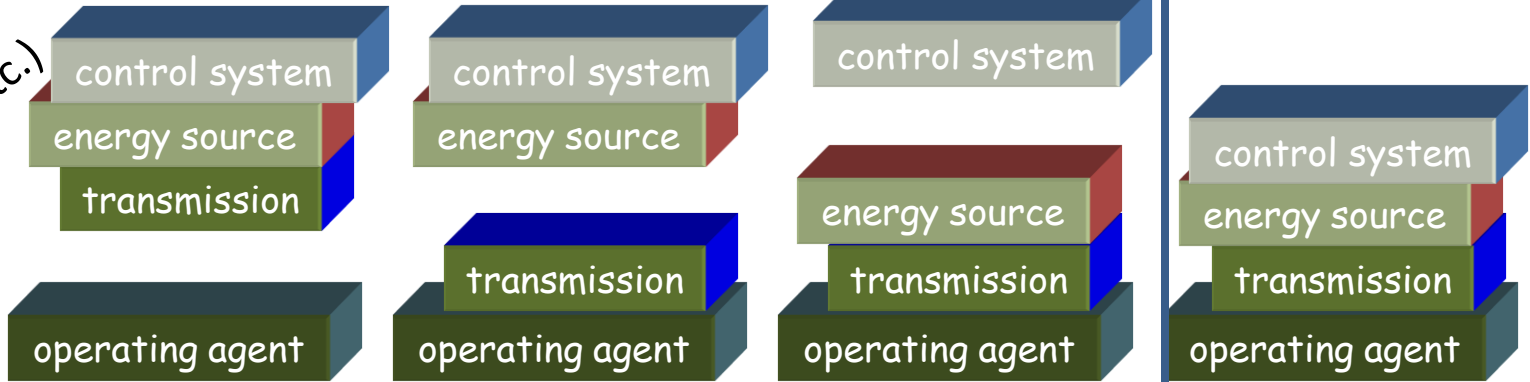 c.)
control system
energy source
transmission
operating agent
control system
energy source
transmission
operating agent
control system
energy source
transmission
operating agent
control system
energy source
transmission
operating agent